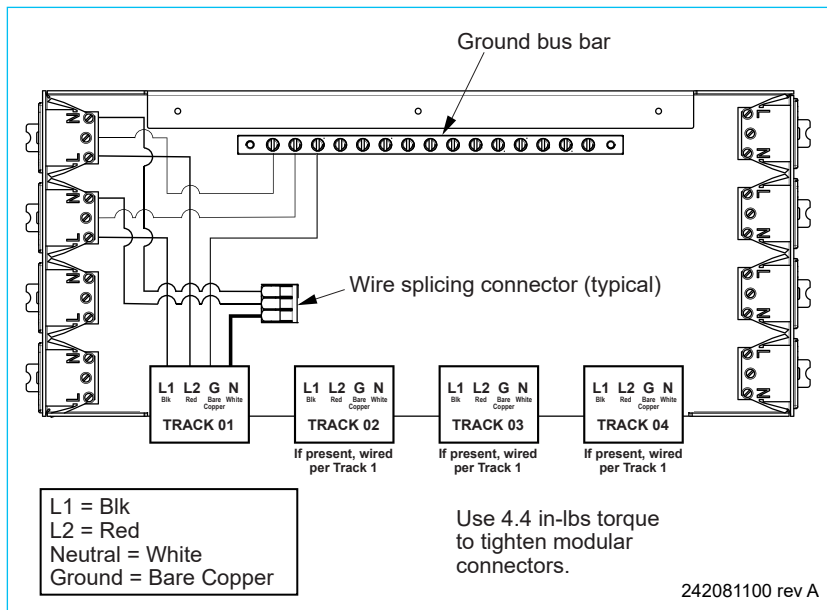 Ground bus bar
N
L
L
N
N
L
L
N
Wire splicing connector (typical)
N
L
L
N
N
L
L
N
L1 L2 G N
Blk Red Bare Copper White
TRACK 01
L1 L2 G N
Blk Red Bare Copper White
TRACK 02
If present, wired
per Track 1
L1 L2 G N
Blk Red Bare Copper White
TRACK 03
If present, wired
per Track 1
L1 L2 G N
Blk Red Bare Copper White
TRACK 04
If present, wired
per Track 1
L1 = Blk
L2 = Red
Neutral = White
Ground = Bare Copper
Use 4.4 in-lbs torque
to tighten modular
connectors.
242081100 rev A